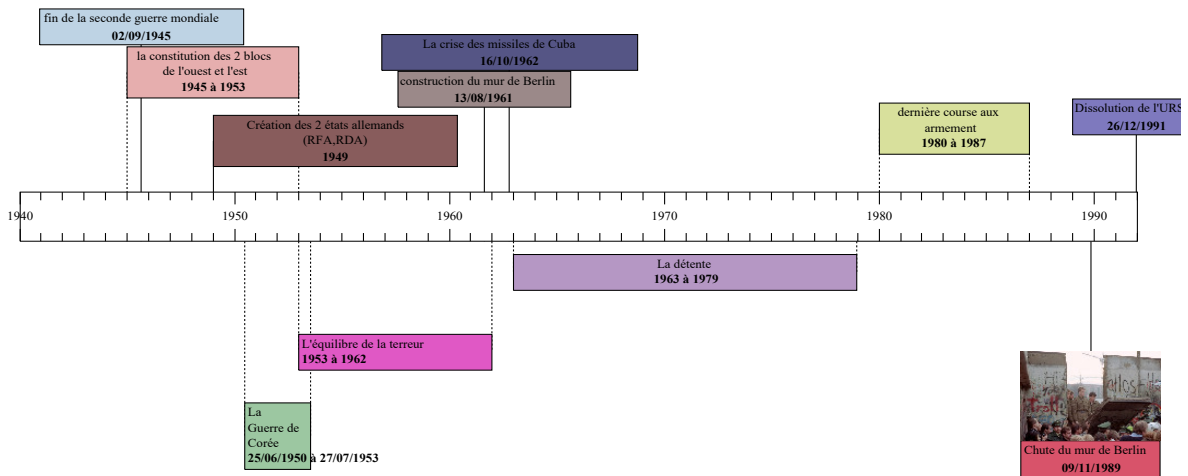 fin de la seconde guerre mondiale
02/09/1945
la constitution des 2 blocs
de l'ouest et l'est
1945 à 1953
La crise des missiles de Cuba
16/10/1962
construction du mur de Berlin
13/08/1961
Création des 2 états allemands
(RFA,RDA)
1949
dernière course aux
armement
1980 à 1987
Dissolution de l'URS
26/12/1991
1940 1950 1960 1970 1980 1990
La détente
1963 à 1979
L'équilibre de la terreur
1953 à 1962
La
Guerre de
Corée
25/06/1950 à 27/07/1953
Chute du mur de Berlin
09/11/1989